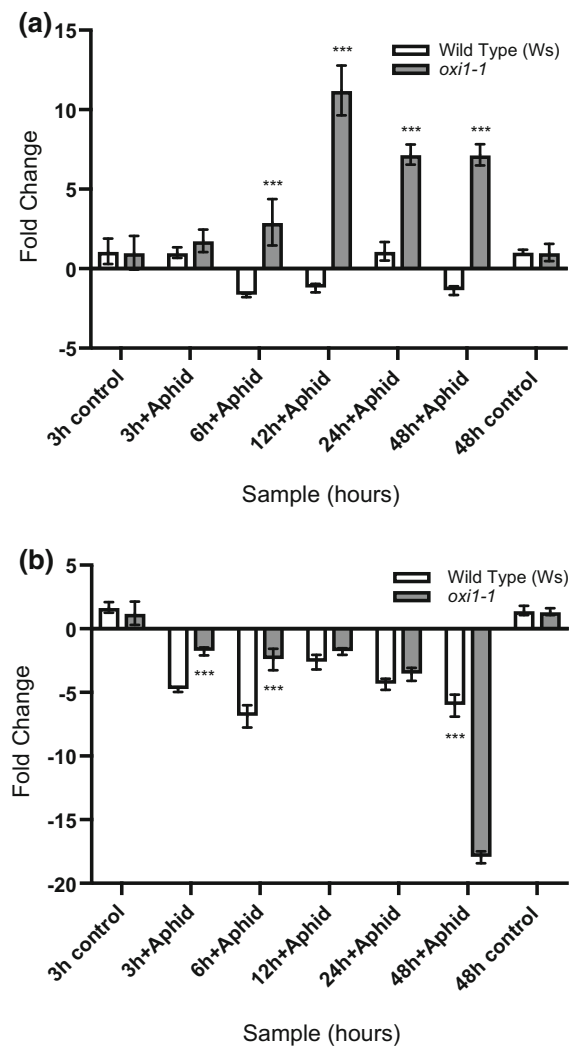 (a)
15
10
5
0
-5
Fold Change
Wild Type (Ws)
oxi1-1
***
***
***
***
3h control
3h+Aphid
6h+Aphid
12h+Aphid
24h+Aphid
48h+Aphid
48h control
Sample (hours)
(b)
5
0
-5
-10
-15
-20
Fold Change
Wild Type (Ws)
oxi1-1
***
***
***
3h control
3h+Aphid
6h+Aphid
12h+Aphid
24h+Aphid
48h+Aphid
48h control
Sample (hours)